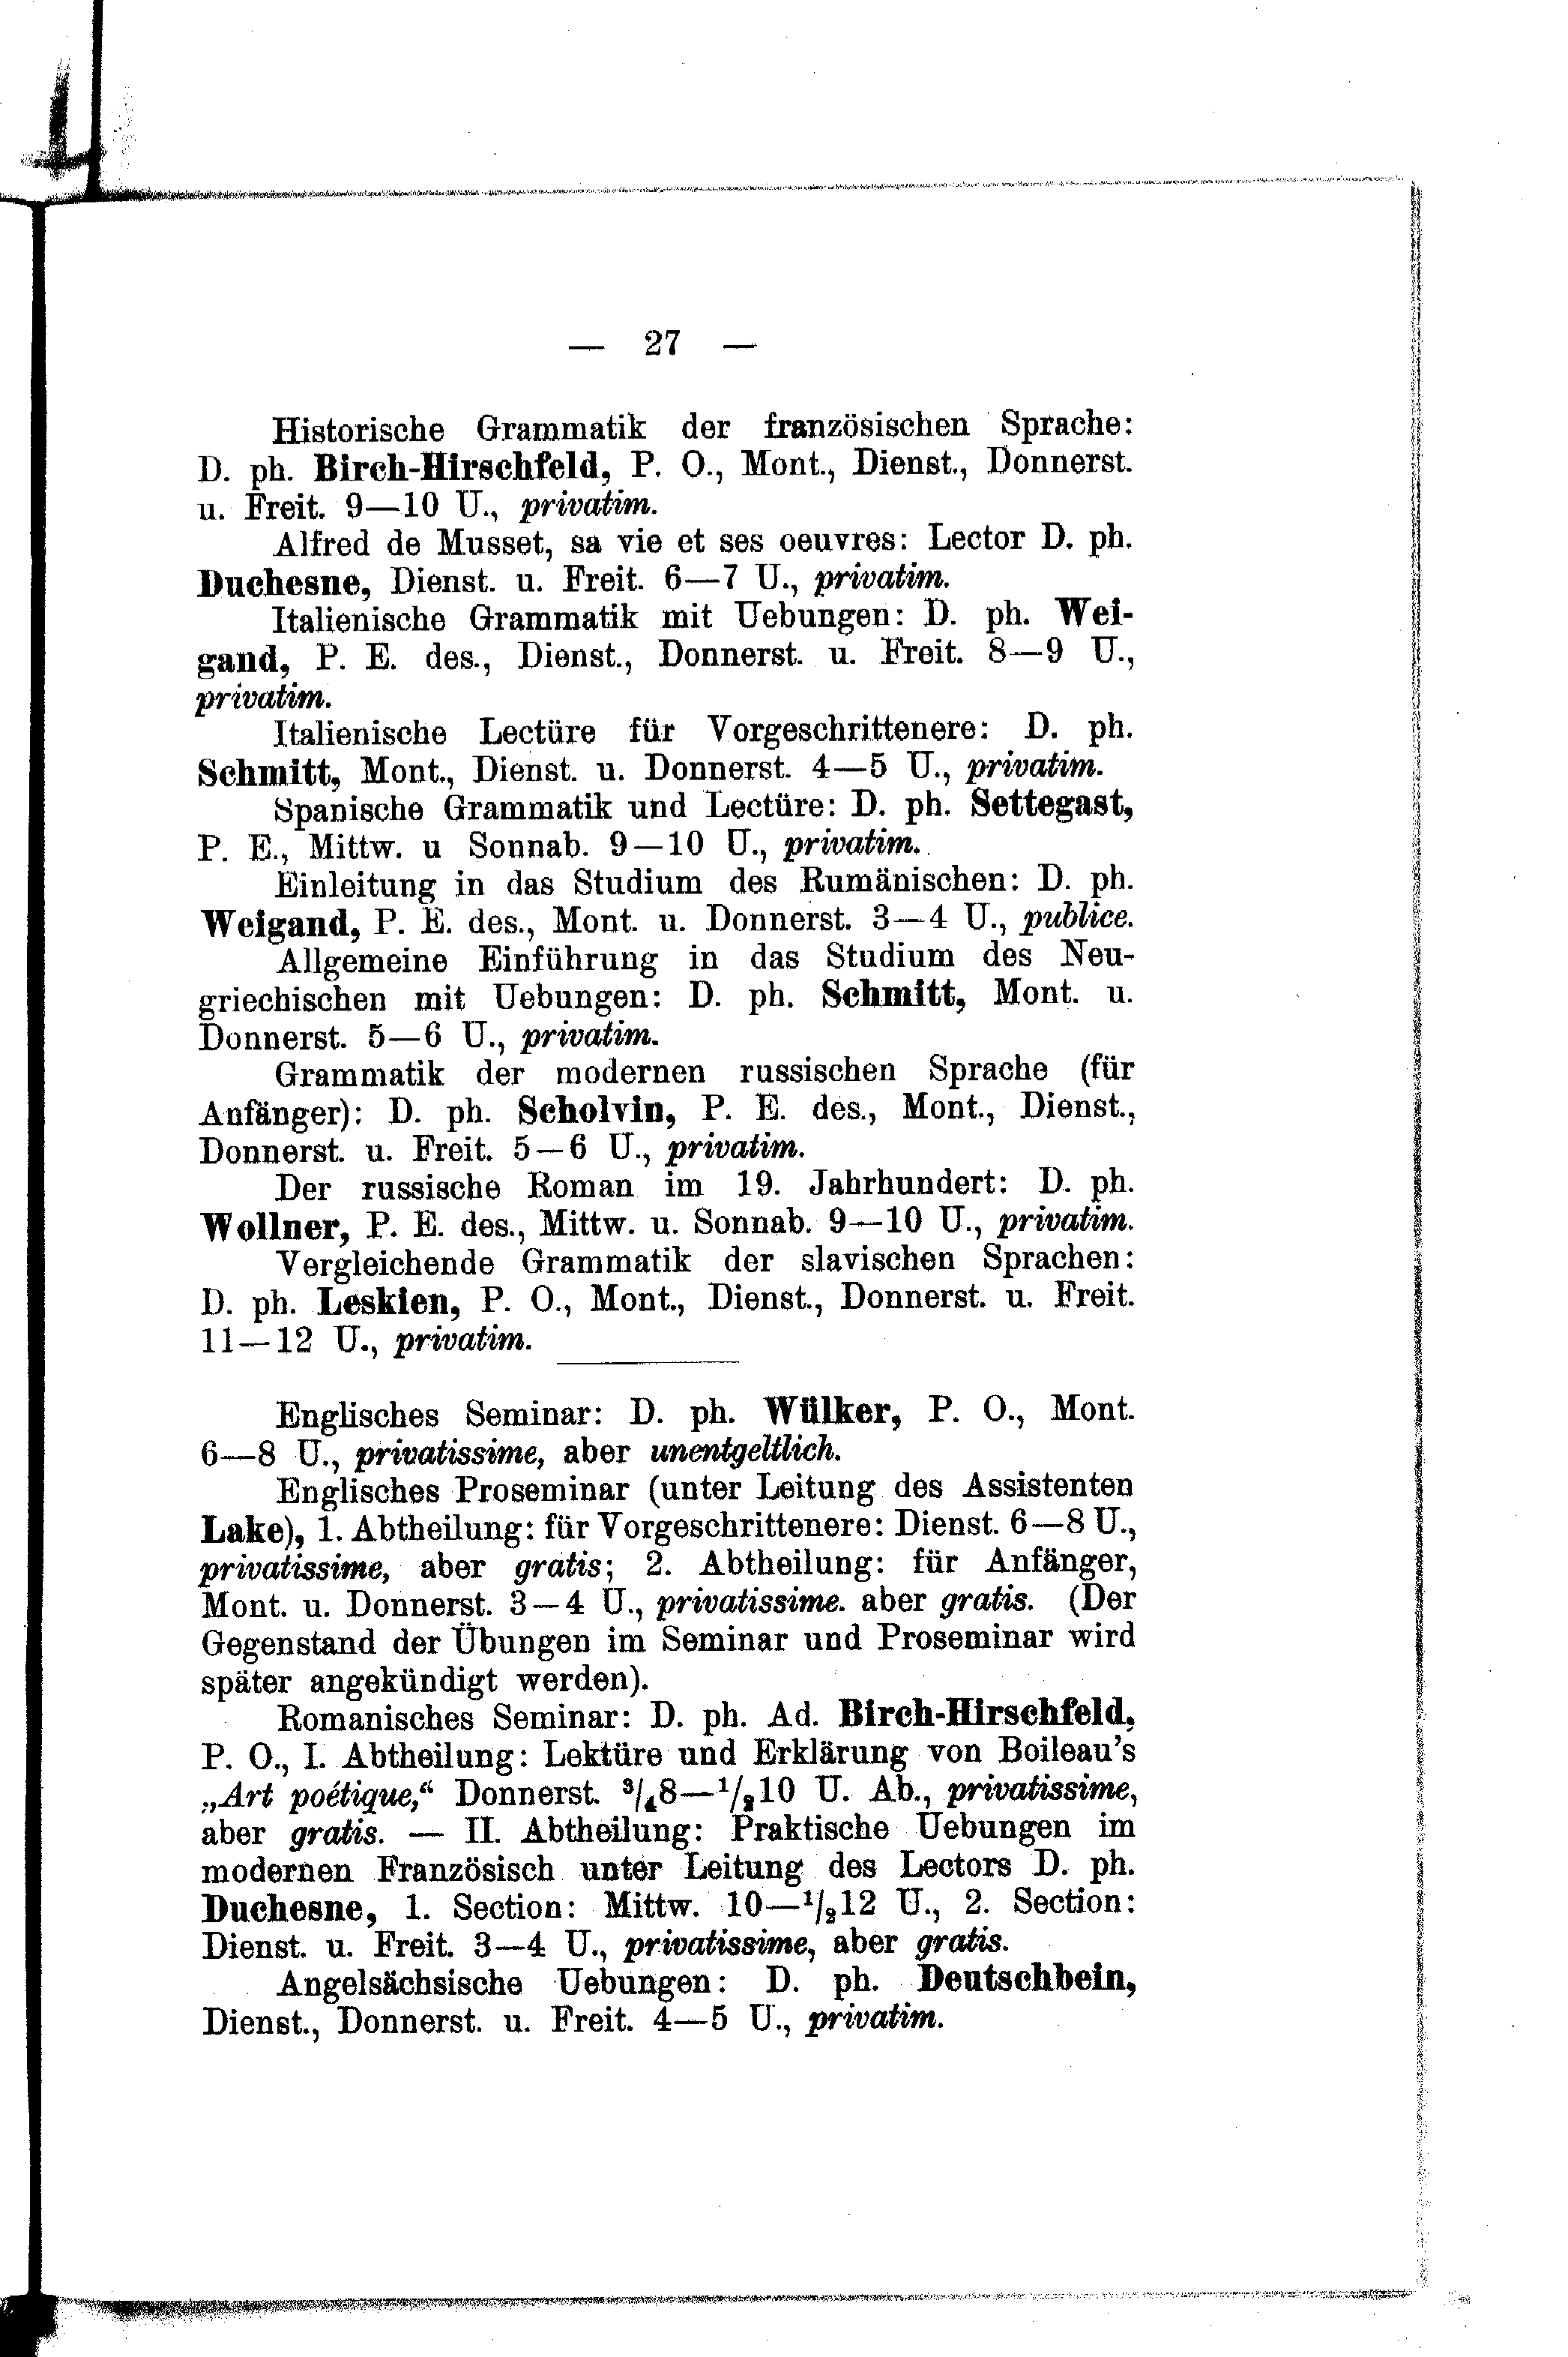 — 27 —
Historische Grammatik der französischen Sprache:
D. ph. Birch-Hirschfeld, P. O., Mont., Dienst., Donnerst.
u. Freit. 9—10 U., privatim.
Alfred de Musset, sa vie et ses oeuvres: Lector D. ph.
Duchesne, Dienst. u. Freit. 6—7 U., privatim.
Italienische Grammatik mit Uebungen: D. ph. Wei-
gand, P. E. des., Dienst., Donnerst. u. Freit. 8—9 U.,
privatim.
Italienische Lectüre für Vorgeschrittenere: D. ph.
Schmitt, Mont., Dienst. u. Donnerst. 4—5 U., privatim.
Spanische Grammatik und Lectüre: D. ph. Settegast,
P. E., Mittw. u Sonnab. 9—10 U., privatim.
Einleitung in das Studium des Rumänischen: D. ph.
Weigand, P. E. des., Mont. u. Donnerst. 3—4 U., publice.
Allgemeine Einführung in das Studium des Neu-
griechischen mit Uebungen: D. ph. Schmitt, Mont. u.
Donnerst. 5—6 U., privatim.
Grammatik der modernen russischen Sprache (für
Anfänger): D. ph. Scholvin, P. E. des., Mont., Dienst.,
Donnerst. u. Freit. 5—6 U., privatim.
Der russische Roman im 19. Jahrhundert: D. ph.
Wollner, P. E. des., Mittw. u. Sonnab. 9—10 U., privatim.
Vergleichende Grammatik der slavischen Sprachen:
D. ph. Leskien, P. O., Mont., Dienst., Donnerst. u. Freit.
11—12 U., privatim.
Englisches Seminar: D. ph. Wülker, P. O., Mont.
6—8 U., privatissime, aber unentgeltlich.
Englisches Proseminar (unter Leitung des Assistenten
Lake), 1. Abtheilung: für Vorgeschrittenere: Dienst. 6—8 U.,
privatissime, aber gratis; 2. Abtheilung: für Anfänger,
Mont. u. Donnerst. 3—4 U., privatissime. aber gratis. (Der
Gegenstand der Übungen im Seminar und Proseminar wird
später angekündigt werden).
Romanisches Seminar: D. ph. Ad. Birch-Hirschfeld,
P. O., I. Abtheilung: Lektüre und Erklärung von Boileau's
„Art poétique,“ Donnerst. ³/₄8—¹/₂10 U. Ab., privatissime,
aber gratis. — II. Abtheilung: Praktische Uebungen im
modernen Französisch unter Leitung des Lectors D. ph.
Duchesne, 1. Section: Mittw. 10—¹/₂12 U., 2. Section:
Dienst. u. Freit. 3—4 U., privatissime, aber gratis.
Angelsächsische Uebungen: D. ph. Deutschbein,
Dienst., Donnerst. u. Freit. 4—5 U., privatim.